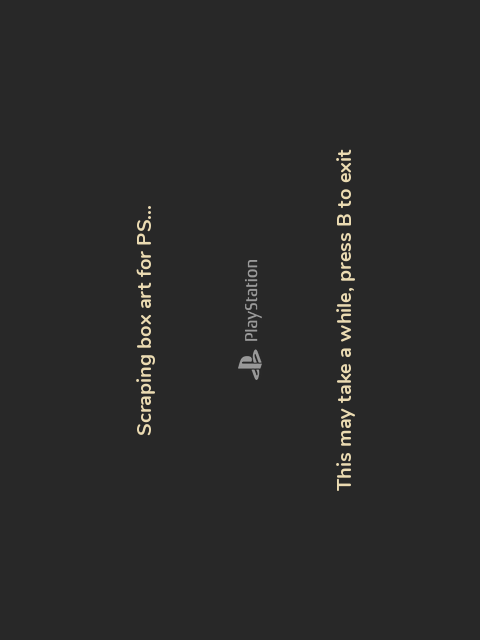 Scraping box art for PS...
PlayStation
This may take a while, press B to exit